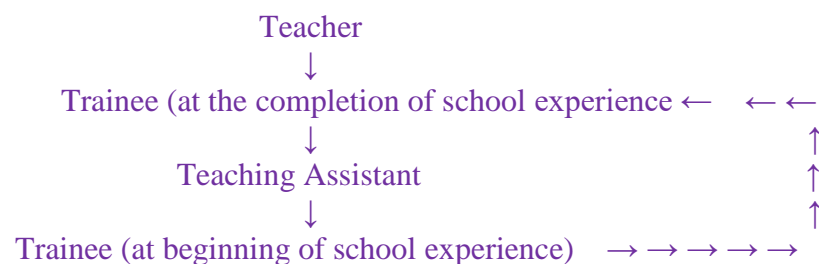 Teacher
↓
Trainee (at the completion of school experience ← ← ←
↓ ↑
Teaching Assistant ↑
↓ ↑
Trainee (at beginning of school experience) → → → → →